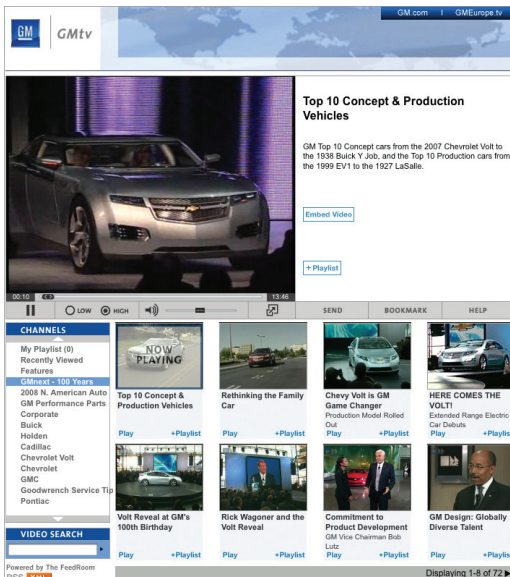 GM.com | GMEurope.tv
GM
GMtv
Top 10 Concept & Production
Vehicles
GM Top 10 Concept cars from the 2007 Chevrolet Volt to
the 1938 Buick Y Job, and the Top 10 Production cars from
the 1999 EV1 to the 1927 LaSalle.
Embed Video
+ Playlist
00:10
13:46
LOW HIGH
SEND BOOKMARK HELP
CHANNELS
My Playlist (0)
Recently Viewed
Features
GMnext - 100 Years
2008 N. American Auto
GM Performance Parts
Corporate
Buick
Holden
Cadillac
Chevrolet Volt
Chevrolet
GMC
Goodwrench Service Tip
Pontiac
VIDEO SEARCH
Powered by The FeedRoom
RSS XML
NOW
PLAYING
Top 10 Concept &
Production Vehicles
Play +Playlist
Rethinking the Family
Car
Play +Playlist
Chevy Volt is GM
Game Changer
Production Model Rolled
Out
Play +Playlist
HERE COMES THE
VOLT!
Extended Range Electric
Car Debuts
Play +Playlis
Volt Reveal at GM's
100th Birthday
Play +Playlist
Rick Wagoner and the
Volt Reveal
Play +Playlist
Commitment to
Product Development
GM Vice Chairman Bob
Lutz
Play +Playlist
GM Design: Globally
Diverse Talent
Play +Playlis
Displaying 1-8 of 72